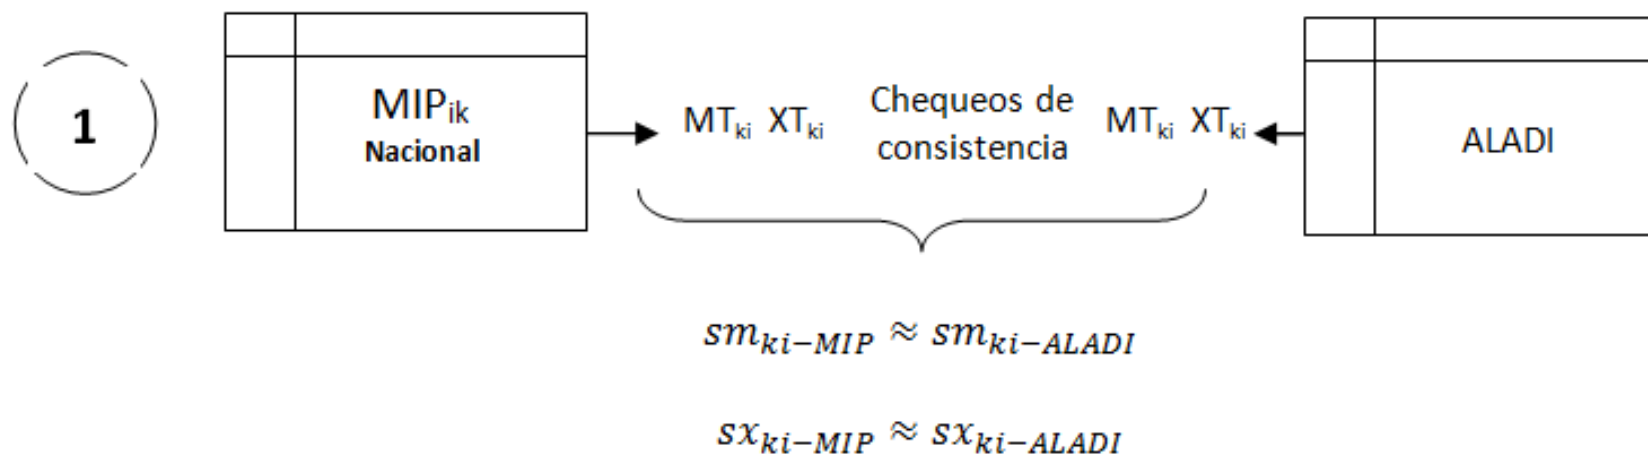 1
MIPik
Nacional
MTki XTki
Chequeos de
consistencia
MTki XTki
ALADI
smki−MIP ≈ smki−ALADI
sxki−MIP ≈ sxki−ALADI